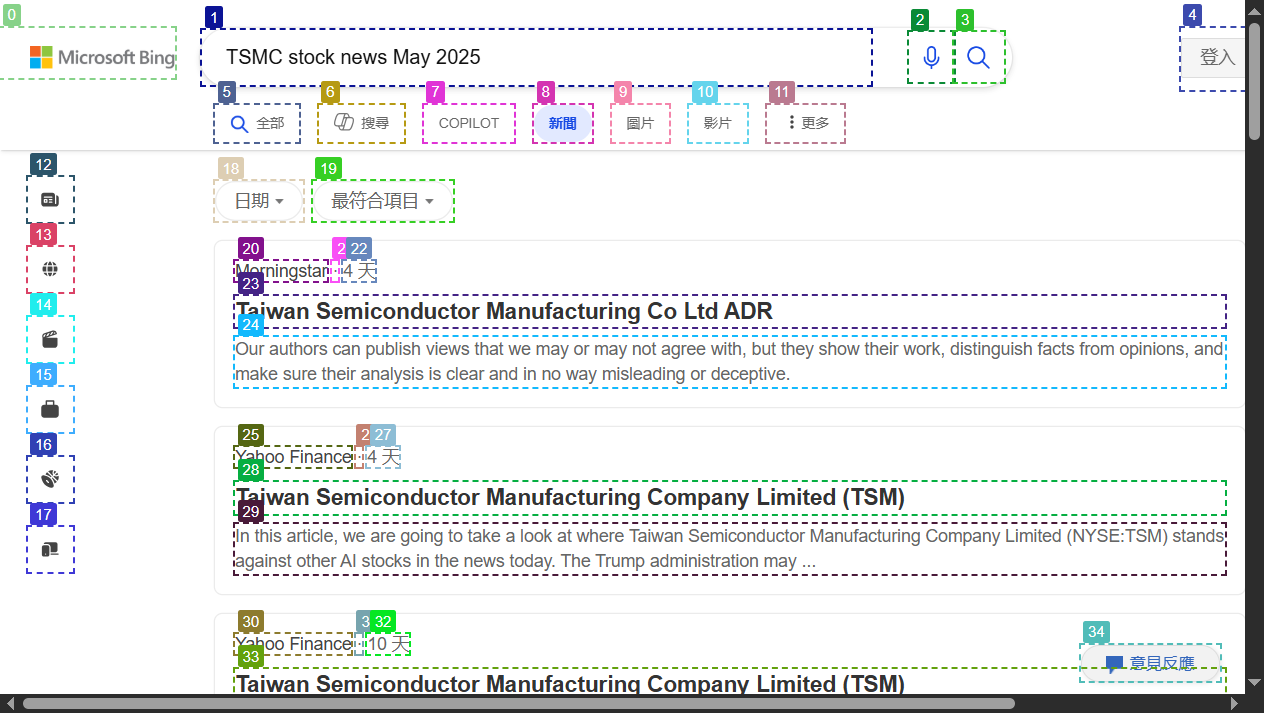 0
Microsoft Bing
1
TSMC stock news May 2025
2
3
4
登入
5
全部
6
搜尋
7
COPILOT
8
新聞
9
圖片
10
影片
11
更多
12
13
14
15
16
17
18
日期
19
最符合項目
20
Morningstar
2
·
22
4 天
23
Taiwan Semiconductor Manufacturing Co Ltd ADR
24
Our authors can publish views that we may or may not agree with, but they show their work, distinguish facts from opinions, and
make sure their analysis is clear and in no way misleading or deceptive.
25
Yahoo Finance
2
·
27
4 天
28
Taiwan Semiconductor Manufacturing Company Limited (TSM)
29
In this article, we are going to take a look at where Taiwan Semiconductor Manufacturing Company Limited (NYSE:TSM) stands
against other AI stocks in the news today. The Trump administration may ...
30
Yahoo Finance
3
·
32
10 天
33
Taiwan Semiconductor Manufacturing Company Limited (TSM)
34
意見反應